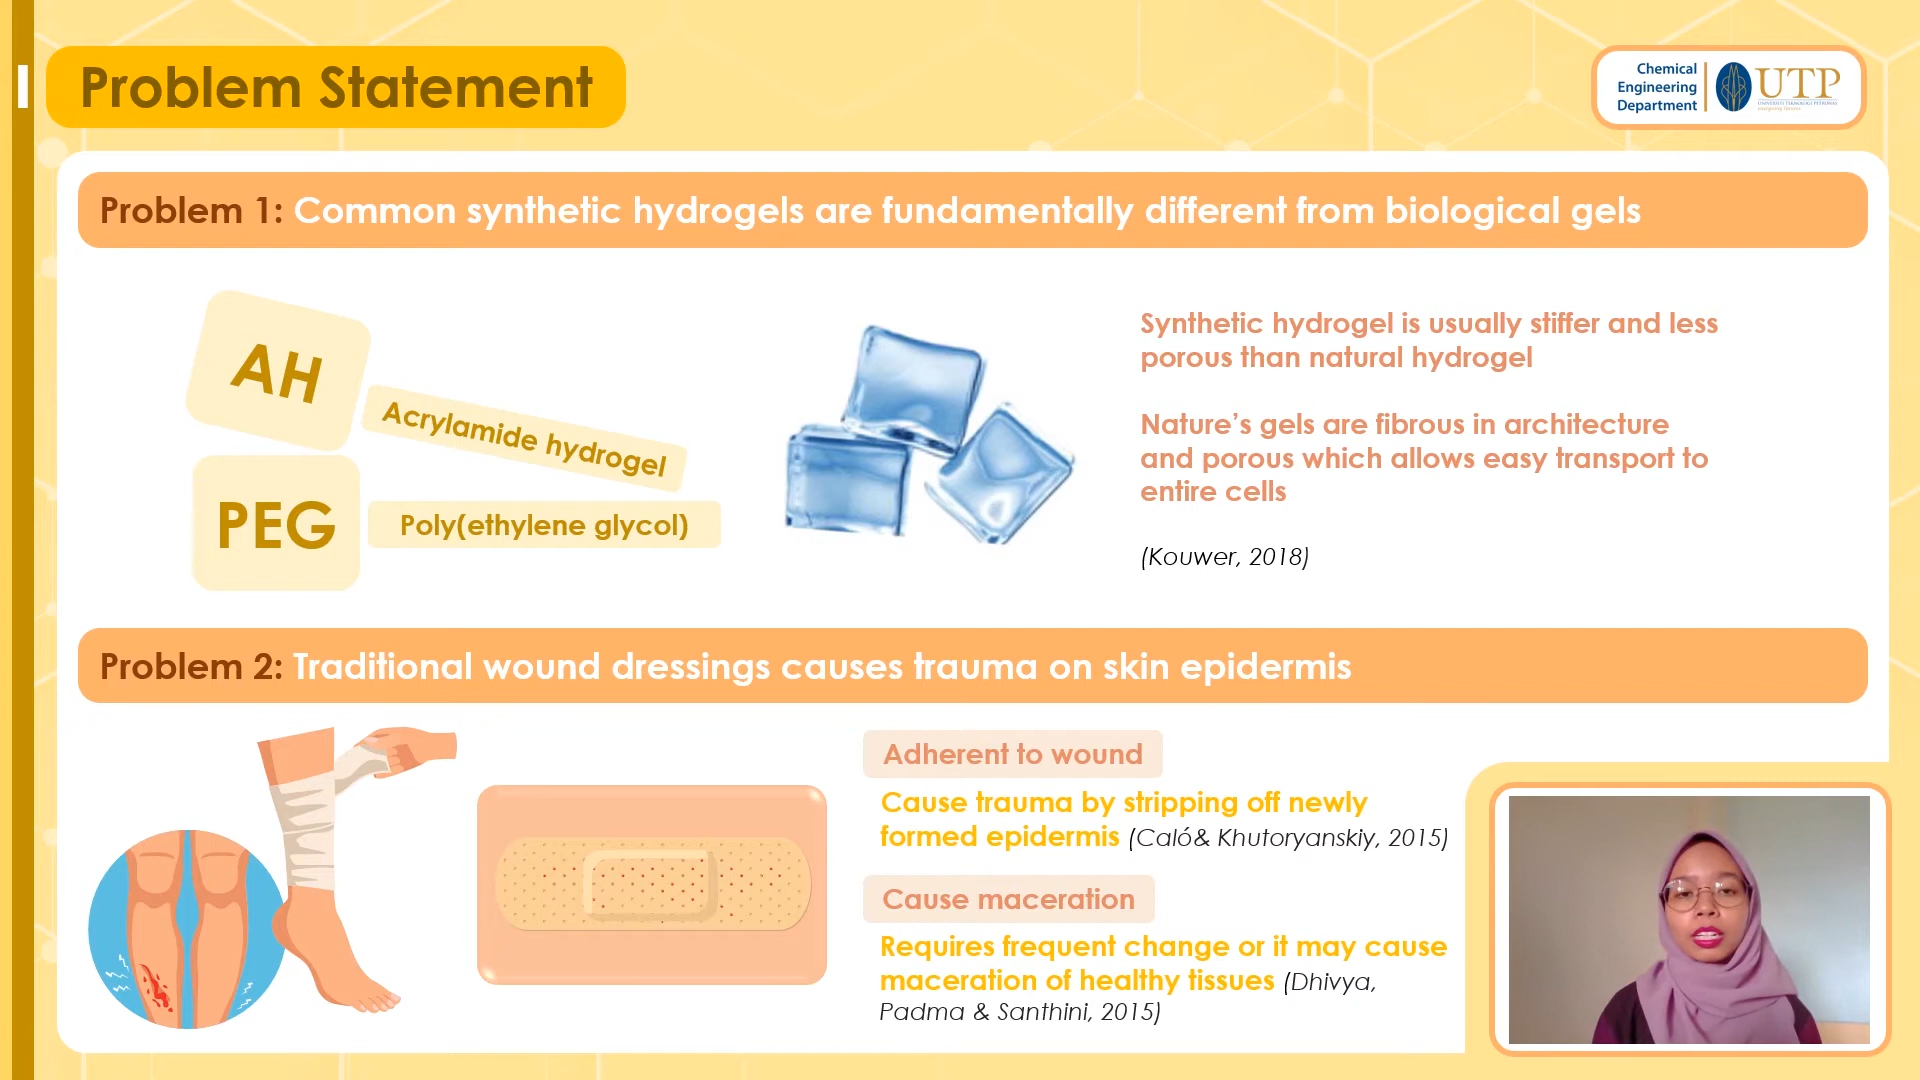 Problem Statement
Chemical
Engineering
Department
UTP
UNIVERSITI TEKNOLOGI PETRONAS
Problem 1: Common synthetic hydrogels are fundamentally different from biological gels
AH
Acrylamide hydrogel
PEG
Poly(ethylene glycol)
Synthetic hydrogel is usually stiffer and less
porous than natural hydrogel
Nature's gels are fibrous in architecture
and porous which allows easy transport to
entire cells
(Kouwer, 2018)
Problem 2: Traditional wound dressings causes trauma on skin epidermis
Adherent to wound
Cause trauma by stripping off newly
formed epidermis (Caló& Khutoryanskiy, 2015)
Cause maceration
Requires frequent change or it may cause
maceration of healthy tissues (Dhivya,
Padma & Santhini, 2015)